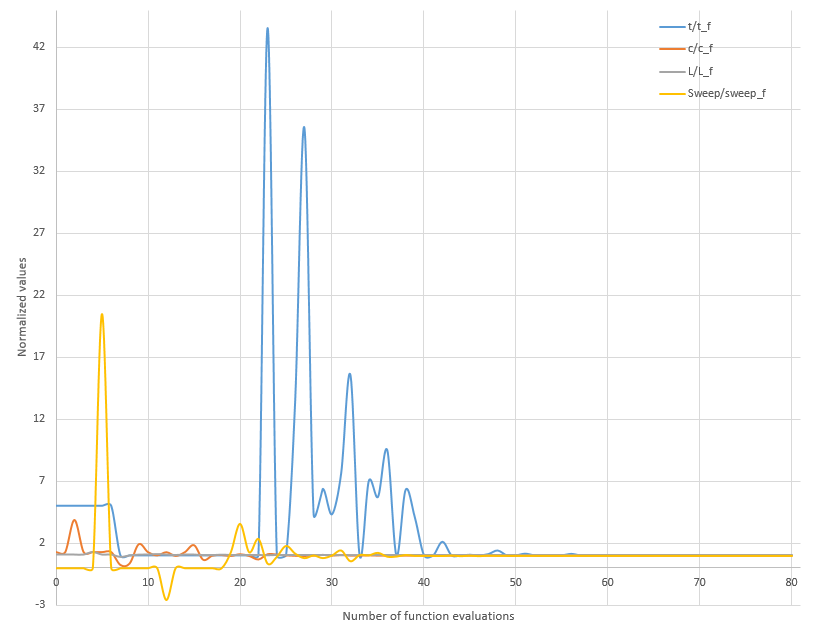 t/t_f
c/c_f
L/L_f
Sweep/sweep_f
42
37
32
27
22
17
12
7
2
-3
Normalized values
0 10 20 30 40 50 60 70 80
Number of function evaluations